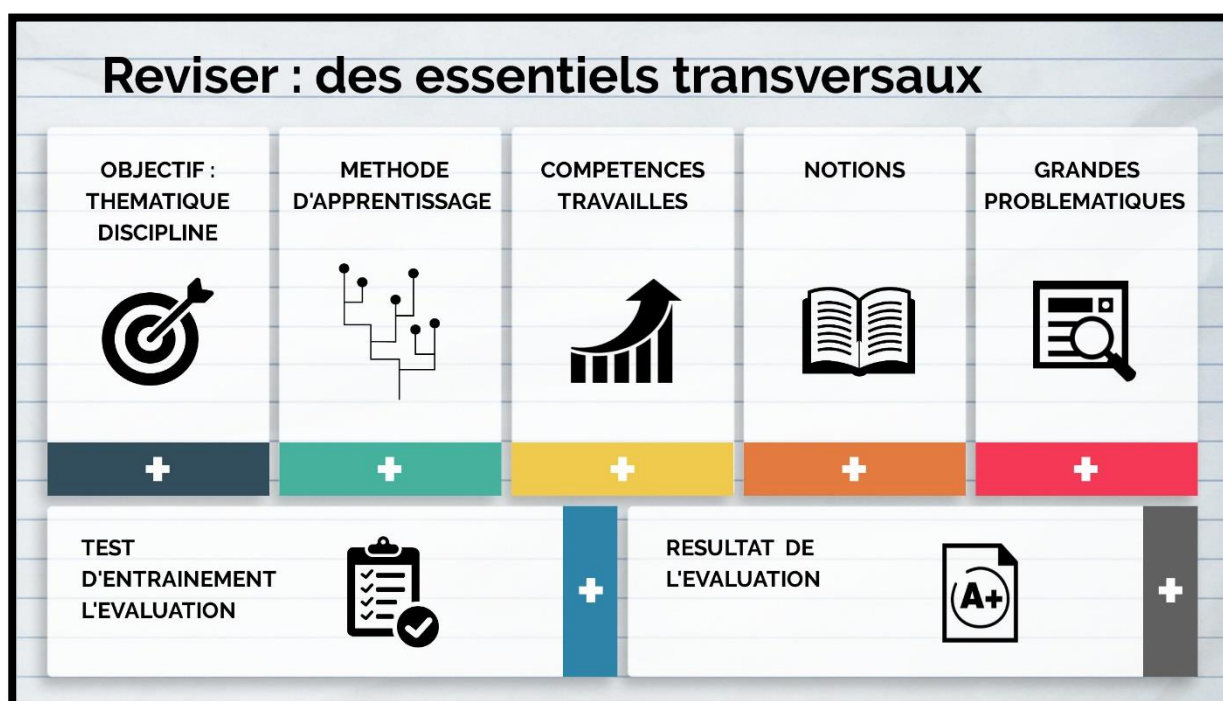 Reviser : des essentiels transversaux
OBJECTIF :
THEMATIQUE
DISCIPLINE
METHODE
D'APPRENTISSAGE
COMPETENCES
TRAVAILLES
NOTIONS
GRANDES
PROBLEMATIQUES
TEST
D'ENTRAINEMENT
L'EVALUATION
RESULTAT DE
L'EVALUATION
A+